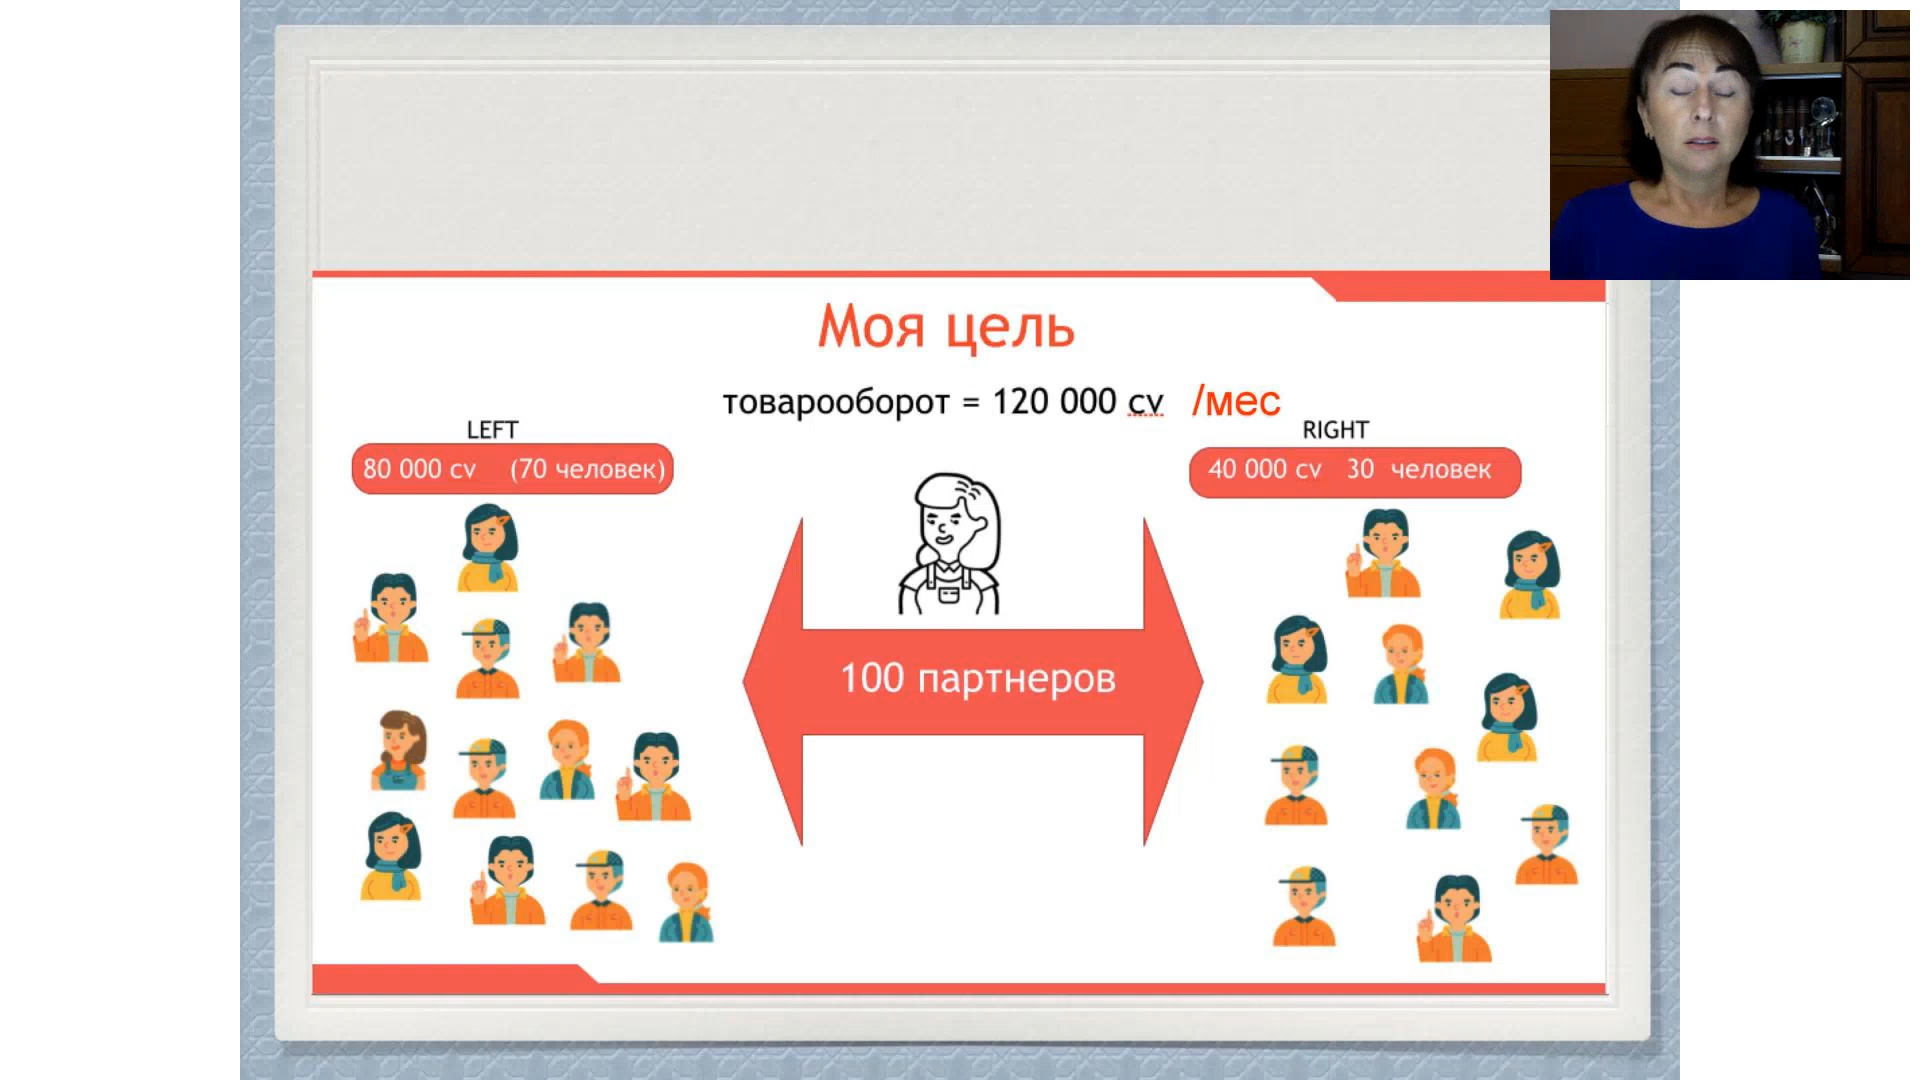 Моя цель
товарооборот = 120 000 cv /мес
LEFT
80 000 cv (70 человек)
RIGHT
40 000 cv 30 человек
100 партнеров